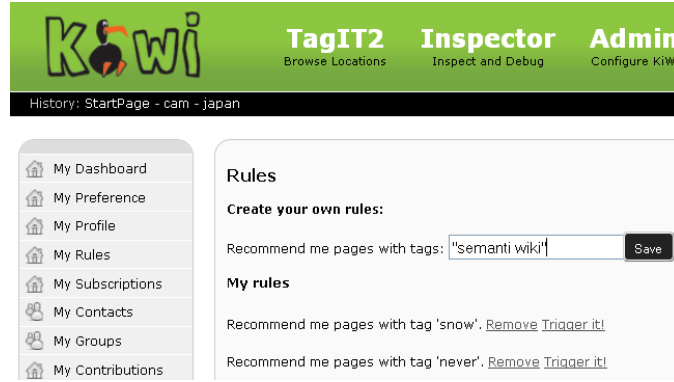 KiWi
TagIT2 Inspector Admin
Browse Locations Inspect and Debug Configure KiW
History: StartPage - cam - japan
My Dashboard
My Preference
My Profile
My Rules
My Subscriptions
My Contacts
My Groups
My Contributions
Rules
Create your own rules:
Recommend me pages with tags: "semanti wiki" Save
My rules
Recommend me pages with tag 'snow'. Remove Trigger it!
Recommend me pages with tag 'never'. Remove Trigger it!